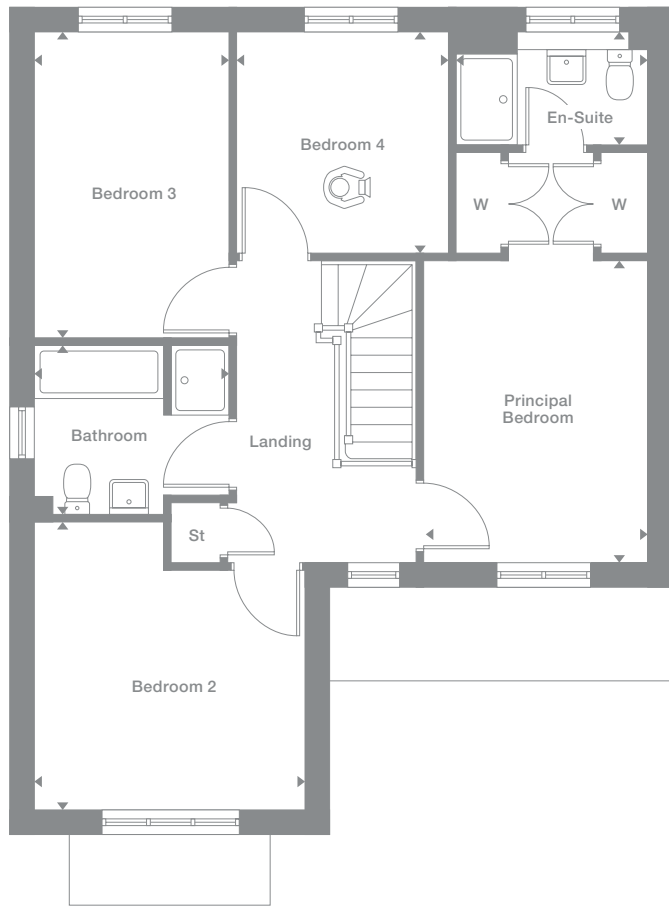 En-Suite
Bedroom 4
Bedroom 3
W
W
Principal
Bedroom
Bathroom
Landing
St
Bedroom 2